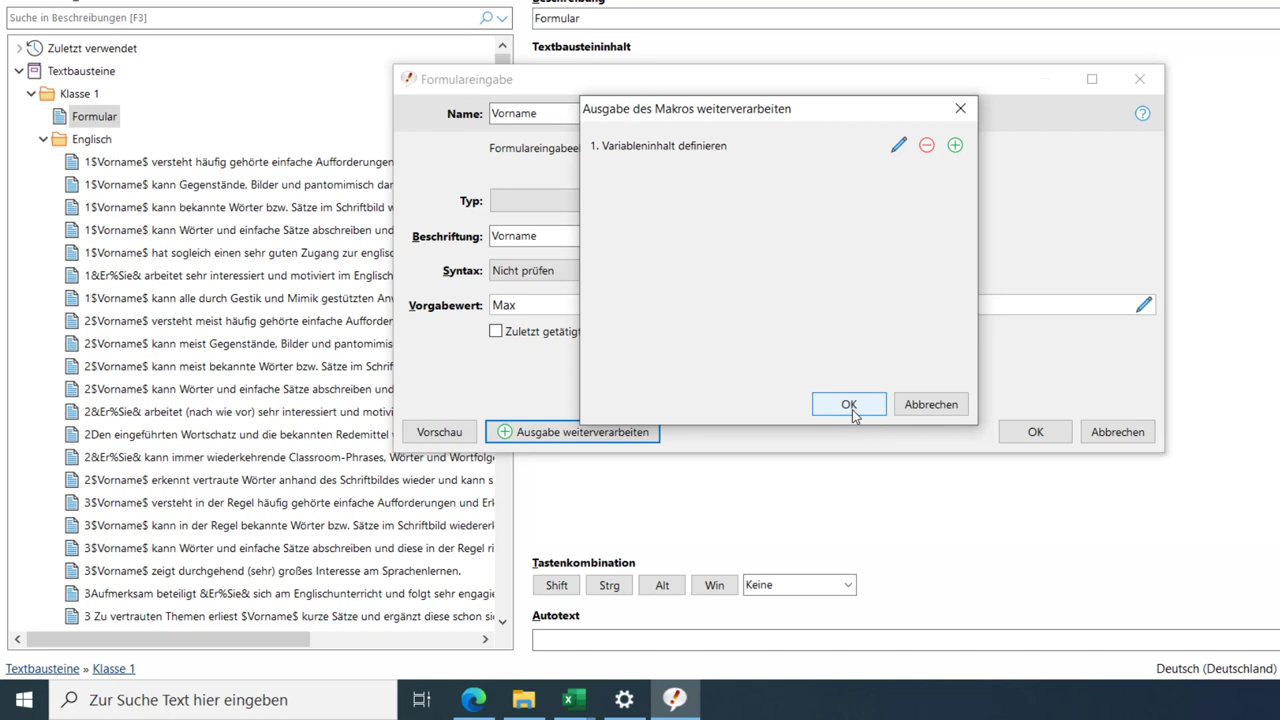 Beschreibung
Suche in Beschreibungen [F3]
Formular
Zuletzt verwendet
Textbausteininhalt
Textbausteine
Klasse 1
Formular
Englisch
1$Vorname$ versteht häufig gehörte einfache Aufforderungen
1$Vorname$ kann Gegenstände, Bilder und pantomimisch dar
1$Vorname$ kann bekannte Wörter bzw. Sätze im Schriftbild w
1$Vorname$ kann Wörter und einfache Sätze abschreiben und
1$Vorname$ hat sogleich einen sehr guten Zugang zur englisc
1&Er%Sie& arbeitet sehr interessiert und motiviert im Englisch
1$Vorname$ kann alle durch Gestik und Mimik gestützten Anw
2$Vorname$ versteht meist häufig gehörte einfache Aufforder
2$Vorname$ kann meist Gegenstände, Bilder und pantomimis
2$Vorname$ kann meist bekannte Wörter bzw. Sätze im Schrif
2$Vorname$ kann Wörter und einfache Sätze abschreiben und
2&Er%Sie& arbeitet (nach wie vor) sehr interessiert und motivi
2Den eingeführten Wortschatz und die bekannten Redemittel v
2&Er%Sie& kann immer wiederkehrende Classroom-Phrases, Wörter und Wortfolge
2$Vorname$ erkennt vertraute Wörter anhand des Schriftbildes wieder und kann s
3$Vorname$ versteht in der Regel häufig gehörte einfache Aufforderungen und Erk
3$Vorname$ kann in der Regel bekannte Wörter bzw. Sätze im Schriftbild wiedererk
3$Vorname$ kann Wörter und einfache Sätze abschreiben und diese in der Regel ri
3$Vorname$ zeigt durchgehend (sehr) großes Interesse am Sprachenlernen.
3Aufmerksam beteiligt &Er%Sie& sich am Englischunterricht und folgt sehr engagie
3 Zu vertrauten Themen erliest $Vorname$ kurze Sätze und ergänzt diese schon si
Textbausteine » Klasse 1
Formulareingabe
Name: Vorname
Formulareingabeel
Typ:
Beschriftung: Vorname
Syntax: Nicht prüfen
Vorgabewert: Max
Zuletzt getätigt
Vorschau
Ausgabe weiterverarbeiten
OK
Abbrechen
Ausgabe des Makros weiterverarbeiten
1. Variableninhalt definieren
OK
Abbrechen
Tastenkombination
Shift Strg Alt Win Keine
Autotext
Deutsch (Deutschland)
Zur Suche Text hier eingeben